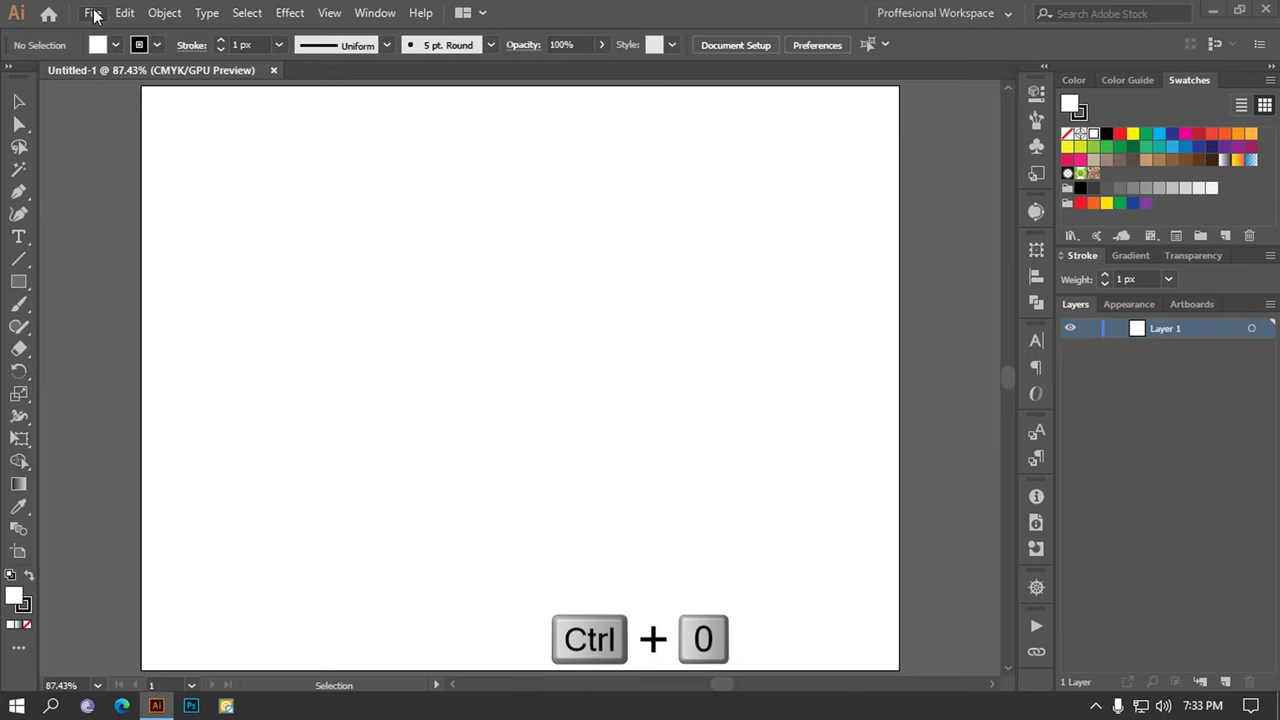 Ai File Edit Object Type Select Effect View Window Help Proffesional Workspace Search Adobe Stock
No Selection Stroke: 1 px Uniform 5 pt. Round Opacity: 100% Style: Document Setup Preferences
Untitled-1 @ 87.43% (CMYK/GPU Preview)
Color Color Guide Swatches
Stroke Gradient Transparency
Weight: 1 px
Layers Appearance Artboards
Layer 1
Ctrl + 0
87.43% 1 Selection 1 Layer
Ai Ps 7:33 PM